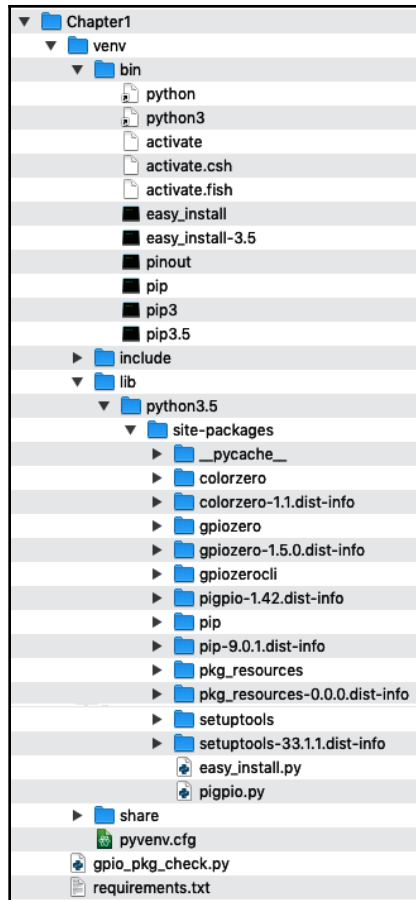 Chapter1
venv
bin
python
python3
activate
activate.csh
activate.fish
easy_install
easy_install-3.5
pinout
pip
pip3
pip3.5
include
lib
python3.5
site-packages
__pycache__
colorzero
colorzero-1.1.dist-info
gpiozero
gpiozero-1.5.0.dist-info
gpiozerocli
pigpio-1.42.dist-info
pip
pip-9.0.1.dist-info
pkg_resources
pkg_resources-0.0.0.dist-info
setuptools
setuptools-33.1.1.dist-info
easy_install.py
pigpio.py
share
pyvenv.cfg
gpio_pkg_check.py
requirements.txt